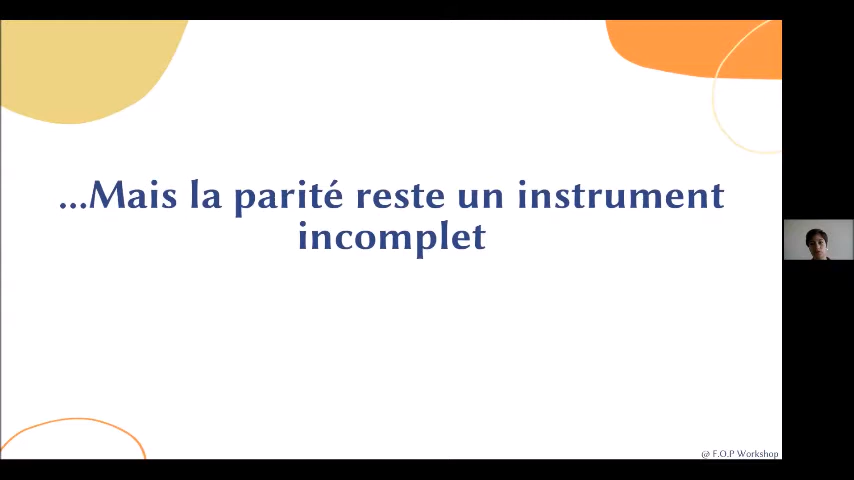 ...Mais la parité reste un instrument
incomplet
@ F.O.P Workshop